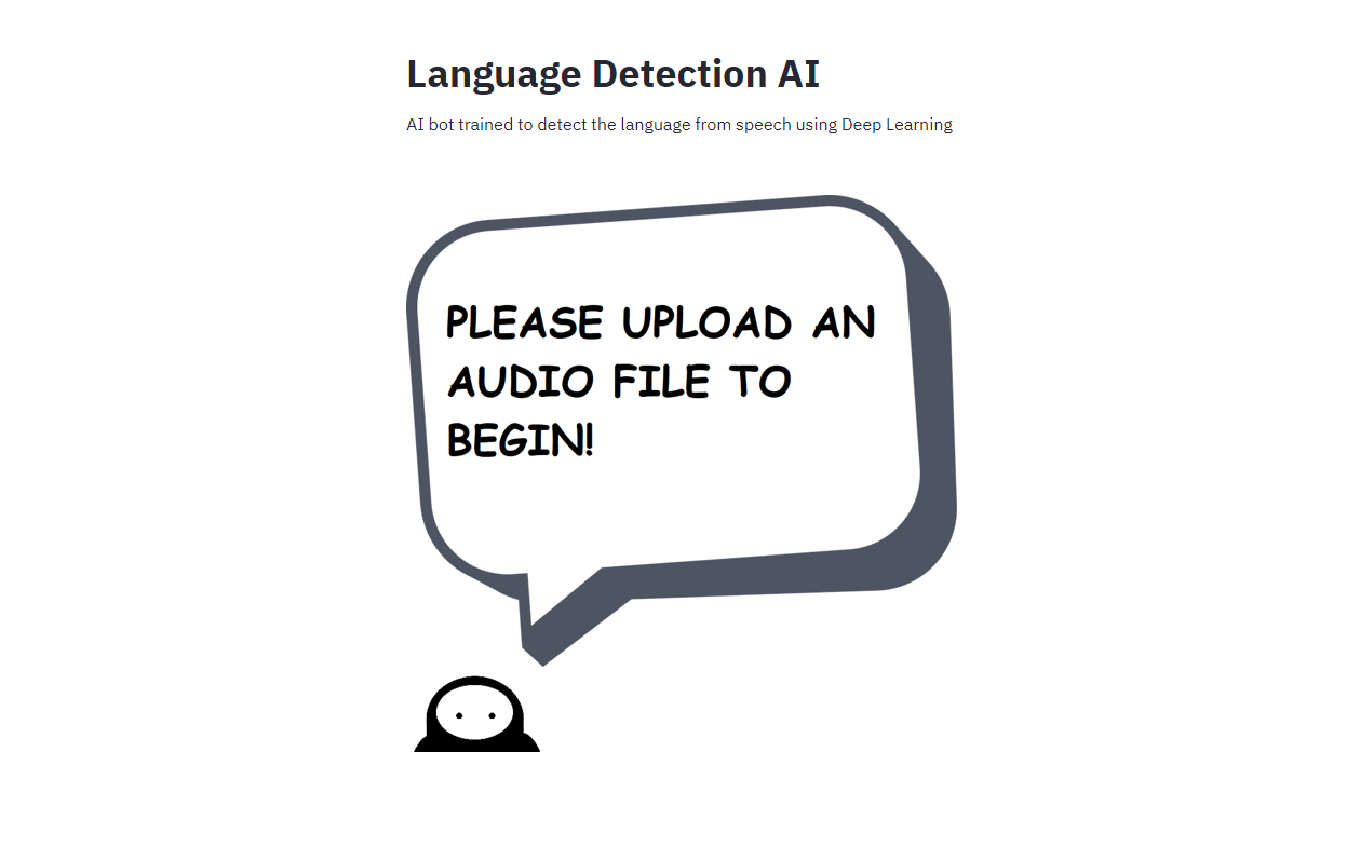 Language Detection AI
AI bot trained to detect the language from speech using Deep Learning
PLEASE UPLOAD AN
AUDIO FILE TO
BEGIN!